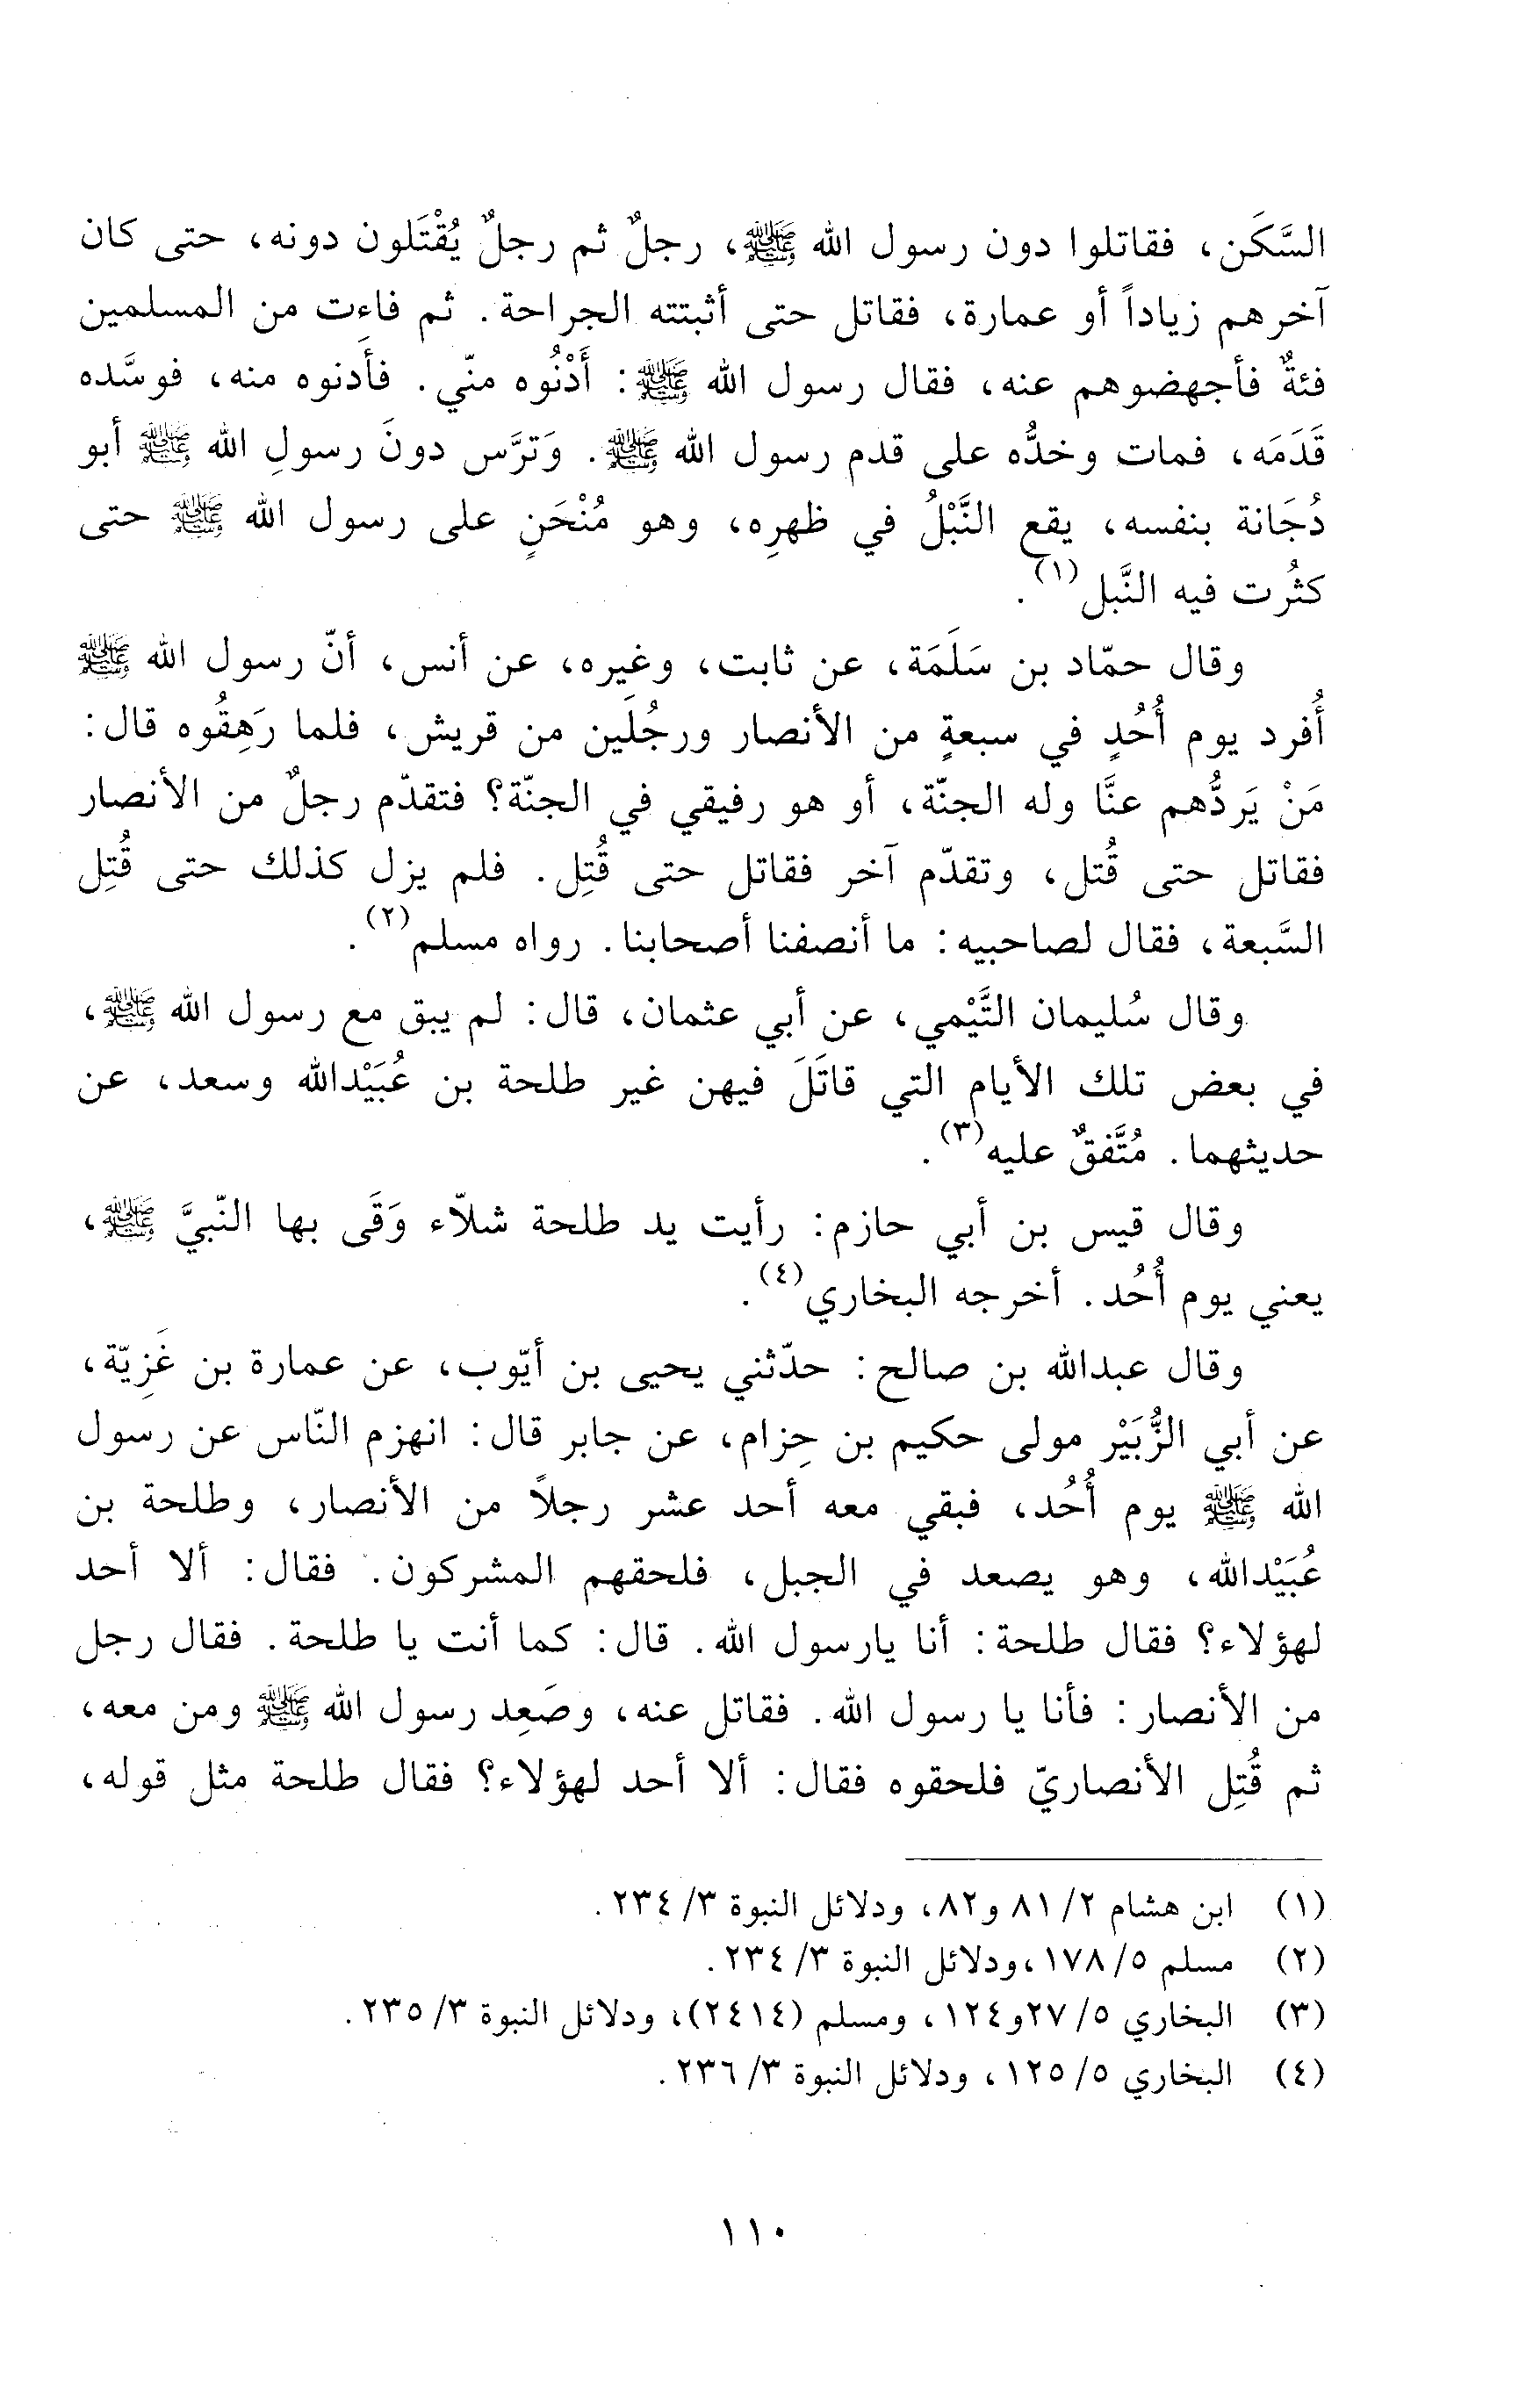 السَّكَن، فقاتلوا دون رسول الله ﷺ، رجلٌ ثم رجلٌ يُقْتَلون دونه، حتى كان
آخرهم زياداً أو عمارة، فقاتل حتى أثبتته الجراحة. ثم فاءت من المسلمين
فئةٌ فأجهضوهم عنه، فقال رسول الله ﷺ: أَدْنُوه منّي. فأَدنوه منه، فوسَّده
قَدَمَه، فمات وخدُّه على قدم رسول الله ﷺ. وَترَّس دونَ رسولِ الله ﷺ أبو
دُجَانة بنفسه، يقع النَّبْلُ في ظهرِه، وهو مُنْحَنٍ على رسول الله ﷺ حتى
كثُرت فيه النَّبل(١).
وقال حمّاد بن سَلَمَة، عن ثابت، وغيره، عن أنس، أنّ رسول الله ﷺ
أُفرد يوم أُحُدٍ في سبعةٍ من الأنصار ورجُلَين من قريش، فلما رَهِقُوه قال:
مَنْ يَردُّهم عنَّا وله الجنّة، أو هو رفيقي في الجنّة؟ فتقدّم رجلٌ من الأنصار
فقاتل حتى قُتل، وتقدّم آخر فقاتل حتى قُتِل. فلم يزل كذلك حتى قُتِل
السَّبعة، فقال لصاحبيه: ما أنصفنا أصحابنا. رواه مسلم(٢).
وقال سُليمان التَّيْمي، عن أبي عثمان، قال: لم يبق مع رسول الله ﷺ،
في بعض تلك الأيام التي قاتَلَ فيهن غير طلحة بن عُبَيْدالله وسعد، عن
حديثهما. مُتَّفقٌ عليه(٣).
وقال قيس بن أبي حازم: رأيت يد طلحة شلاّء وَقَى بها النّبيَّ ﷺ،
يعني يوم أُحُد. أخرجه البخاري(٤).
وقال عبدالله بن صالح: حدّثني يحيى بن أيّوب، عن عمارة بن غَزِيّة،
عن أبي الزُّبَيْر مولى حكيم بن حِزام، عن جابر قال: انهزم النّاس عن رسول
الله ﷺ يوم أُحُد، فبقي معه أحد عشر رجلاً من الأنصار، وطلحة بن
عُبَيْدالله، وهو يصعد في الجبل، فلحقهم المشركون. فقال: ألا أحد
لهؤلاء؟ فقال طلحة: أنا يارسول الله. قال: كما أنت يا طلحة. فقال رجل
من الأنصار: فأنا يا رسول الله. فقاتل عنه، وصَعِد رسول الله ﷺ ومن معه،
ثم قُتِل الأنصاريّ فلحقوه فقال: ألا أحد لهؤلاء؟ فقال طلحة مثل قوله،
(١) ابن هشام ٢/ ٨١ و٨٢، ودلائل النبوة ٣/ ٢٣٤.
(٢) مسلم ٥/ ١٧٨،ودلائل النبوة ٣/ ٢٣٤.
(٣) البخاري ٥/ ٢٧و١٢٤، ومسلم (٢٤١٤)، ودلائل النبوة ٣/ ٢٣٥.
(٤) البخاري ٥/ ١٢٥، ودلائل النبوة ٣/ ٢٣٦.
١١٠